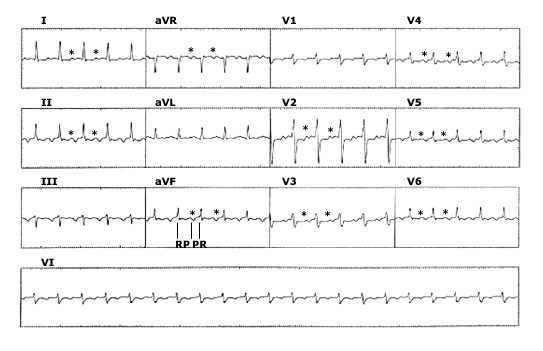 I aVR V1 V4
* * * * * *
II aVL V2 V5
* * * * * *
III aVF V3 V6
* * * * * *
RP PR
VI